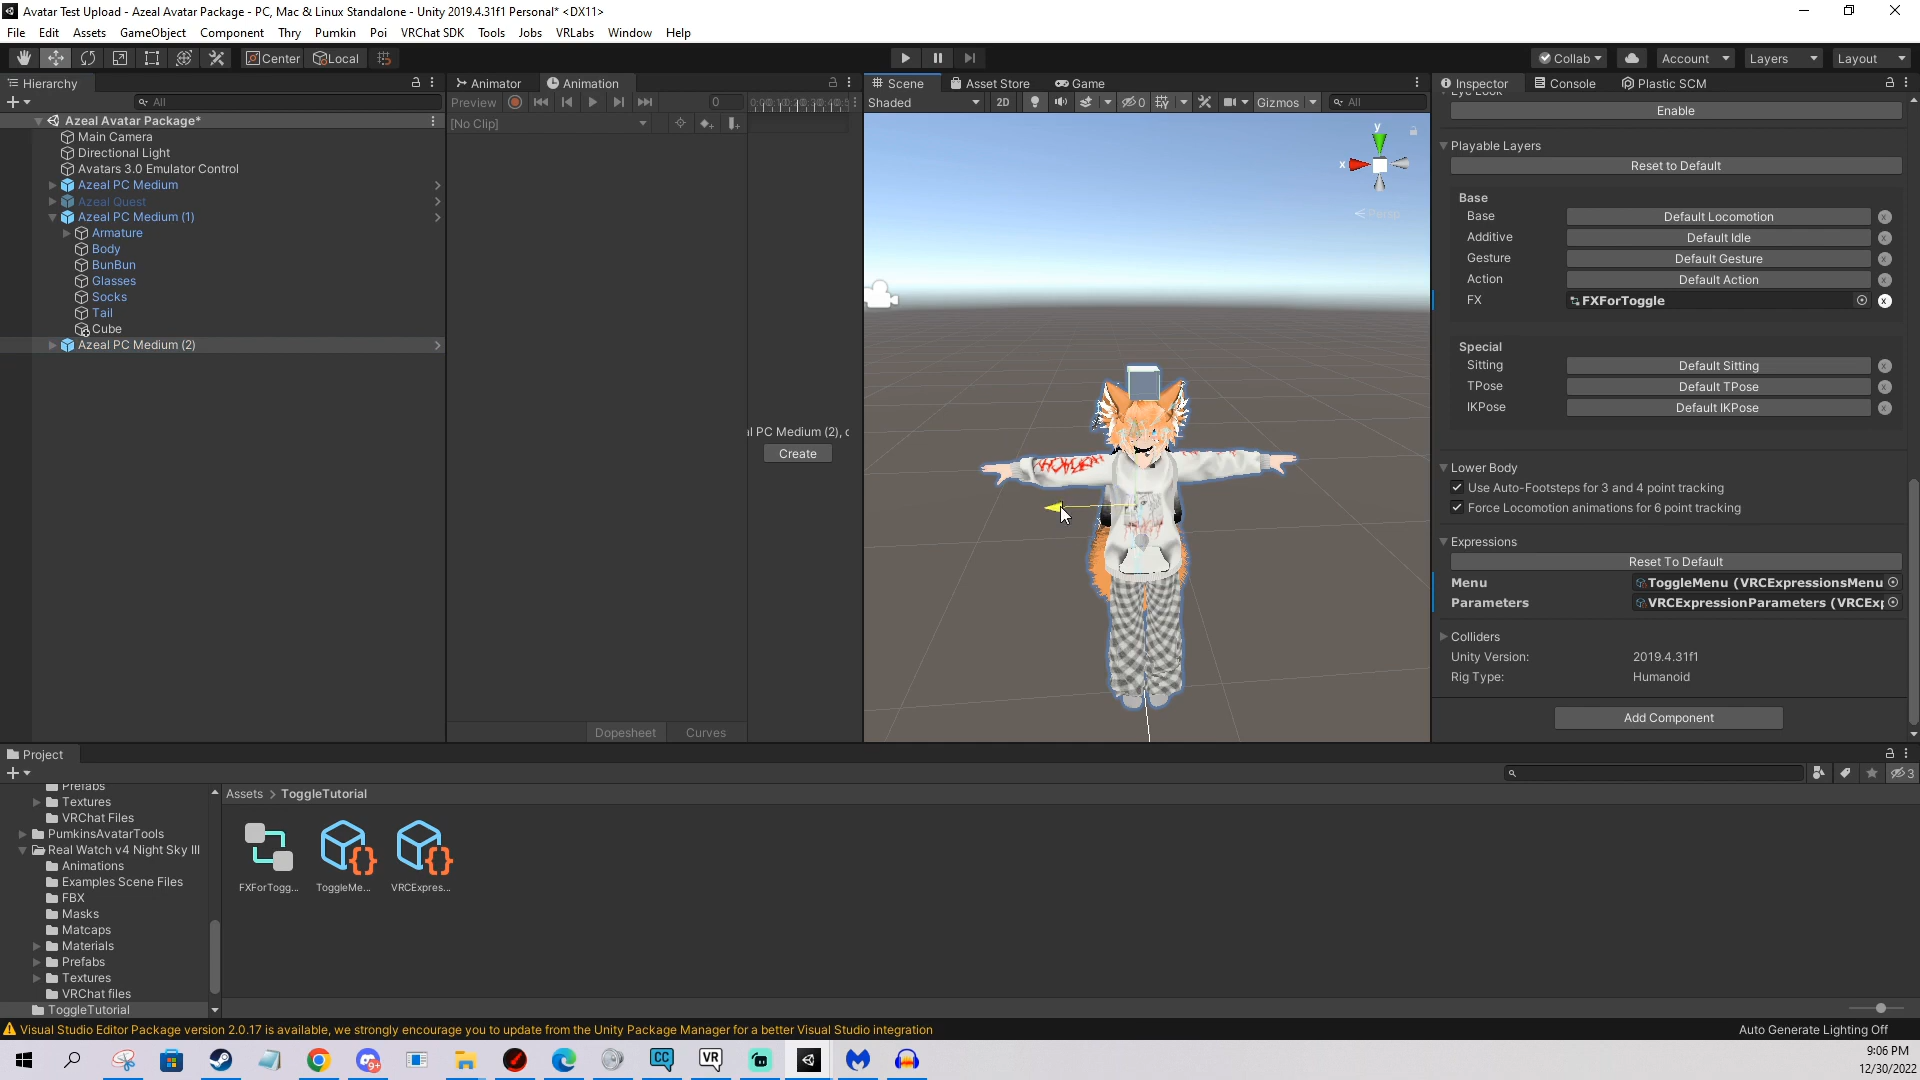 Avatar Test Upload - Azeal Avatar Package - PC, Mac & Linux Standalone - Unity 2019.4.31f1 Personal* <DX11>
File Edit Assets GameObject Component Thry Pumkin Poi VRChat SDK Tools Jobs VRLabs Window Help
Center Local Collab Account Layers Layout
Hierarchy
All
Azeal Avatar Package*
Main Camera
Directional Light
Avatars 3.0 Emulator Control
Azeal PC Medium
Azeal Quest
Azeal PC Medium (1)
Armature
Body
BunBun
Glasses
Socks
Tail
Cube
Azeal PC Medium (2)
Animator Animation
Preview 0
[No Clip]
al PC Medium (2), c
Create
Dopesheet Curves
Scene Asset Store Game
Shaded 2D 0 Gizmos All
y
x
Persp
Inspector Console Plastic SCM
Eye Look
Enable
Playable Layers
Reset to Default
Base
Base Default Locomotion
Additive Default Idle
Gesture Default Gesture
Action Default Action
FX FXForToggle
Special
Sitting Default Sitting
TPose Default TPose
IKPose Default IKPose
Lower Body
Use Auto-Footsteps for 3 and 4 point tracking
Force Locomotion animations for 6 point tracking
Expressions
Reset To Default
Menu ToggleMenu (VRCExpressionsMenu
Parameters VRCExpressionParameters (VRCExp
Colliders
Unity Version: 2019.4.31f1
Rig Type: Humanoid
Add Component
Project
3
Prefabs
Textures
VRChat Files
PumkinsAvatarTools
Real Watch v4 Night Sky III
Animations
Examples Scene Files
FBX
Masks
Matcaps
Materials
Prefabs
Textures
VRChat files
ToggleTutorial
Assets > ToggleTutorial
FXForTogg... ToggleMe... VRCExpres...
Visual Studio Editor Package version 2.0.17 is available, we strongly encourage you to update from the Unity Package Manager for a better Visual Studio integration
Auto Generate Lighting Off
CC VR
9:06 PM
12/30/2022